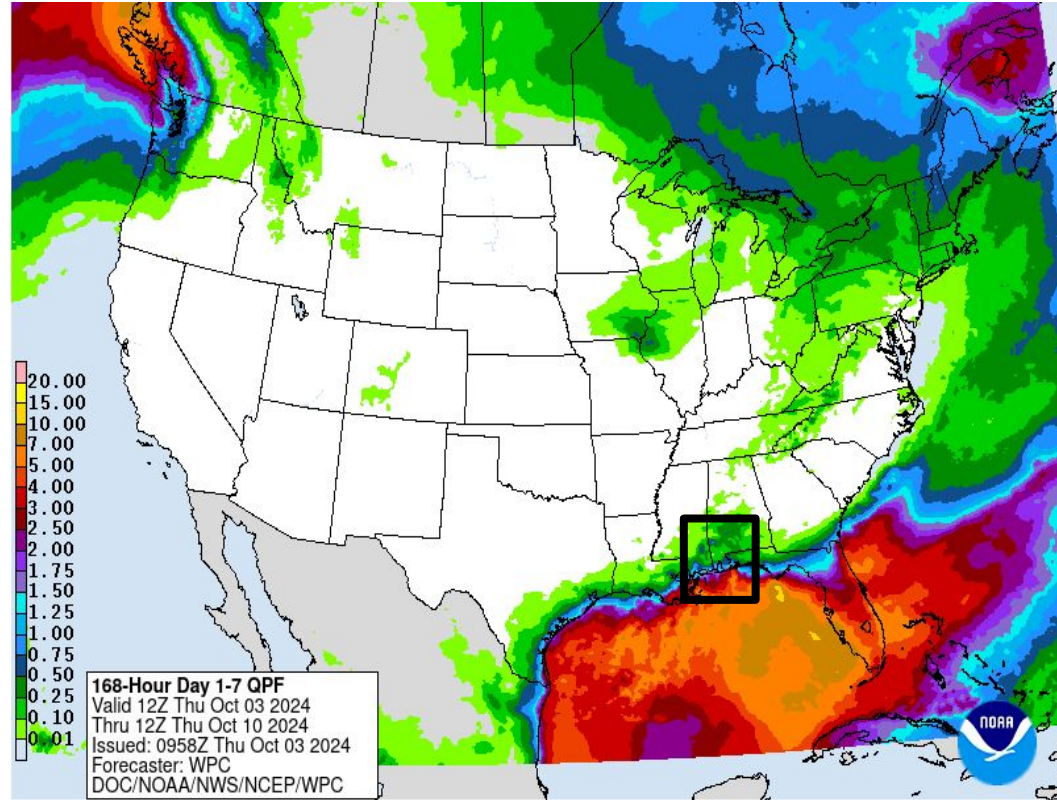 20.00
15.00
10.00
7.00
5.00
4.00
3.00
2.50
2.00
1.75
1.50
1.25
1.00
0.75
0.50
0.25
0.10
0.01
168-Hour Day 1-7 QPF
Valid 12Z Thu Oct 03 2024
Thru 12Z Thu Oct 10 2024
Issued: 0958Z Thu Oct 03 2024
Forecaster: WPC
DOC/NOAA/NWS/NCEP/WPC
NOAA